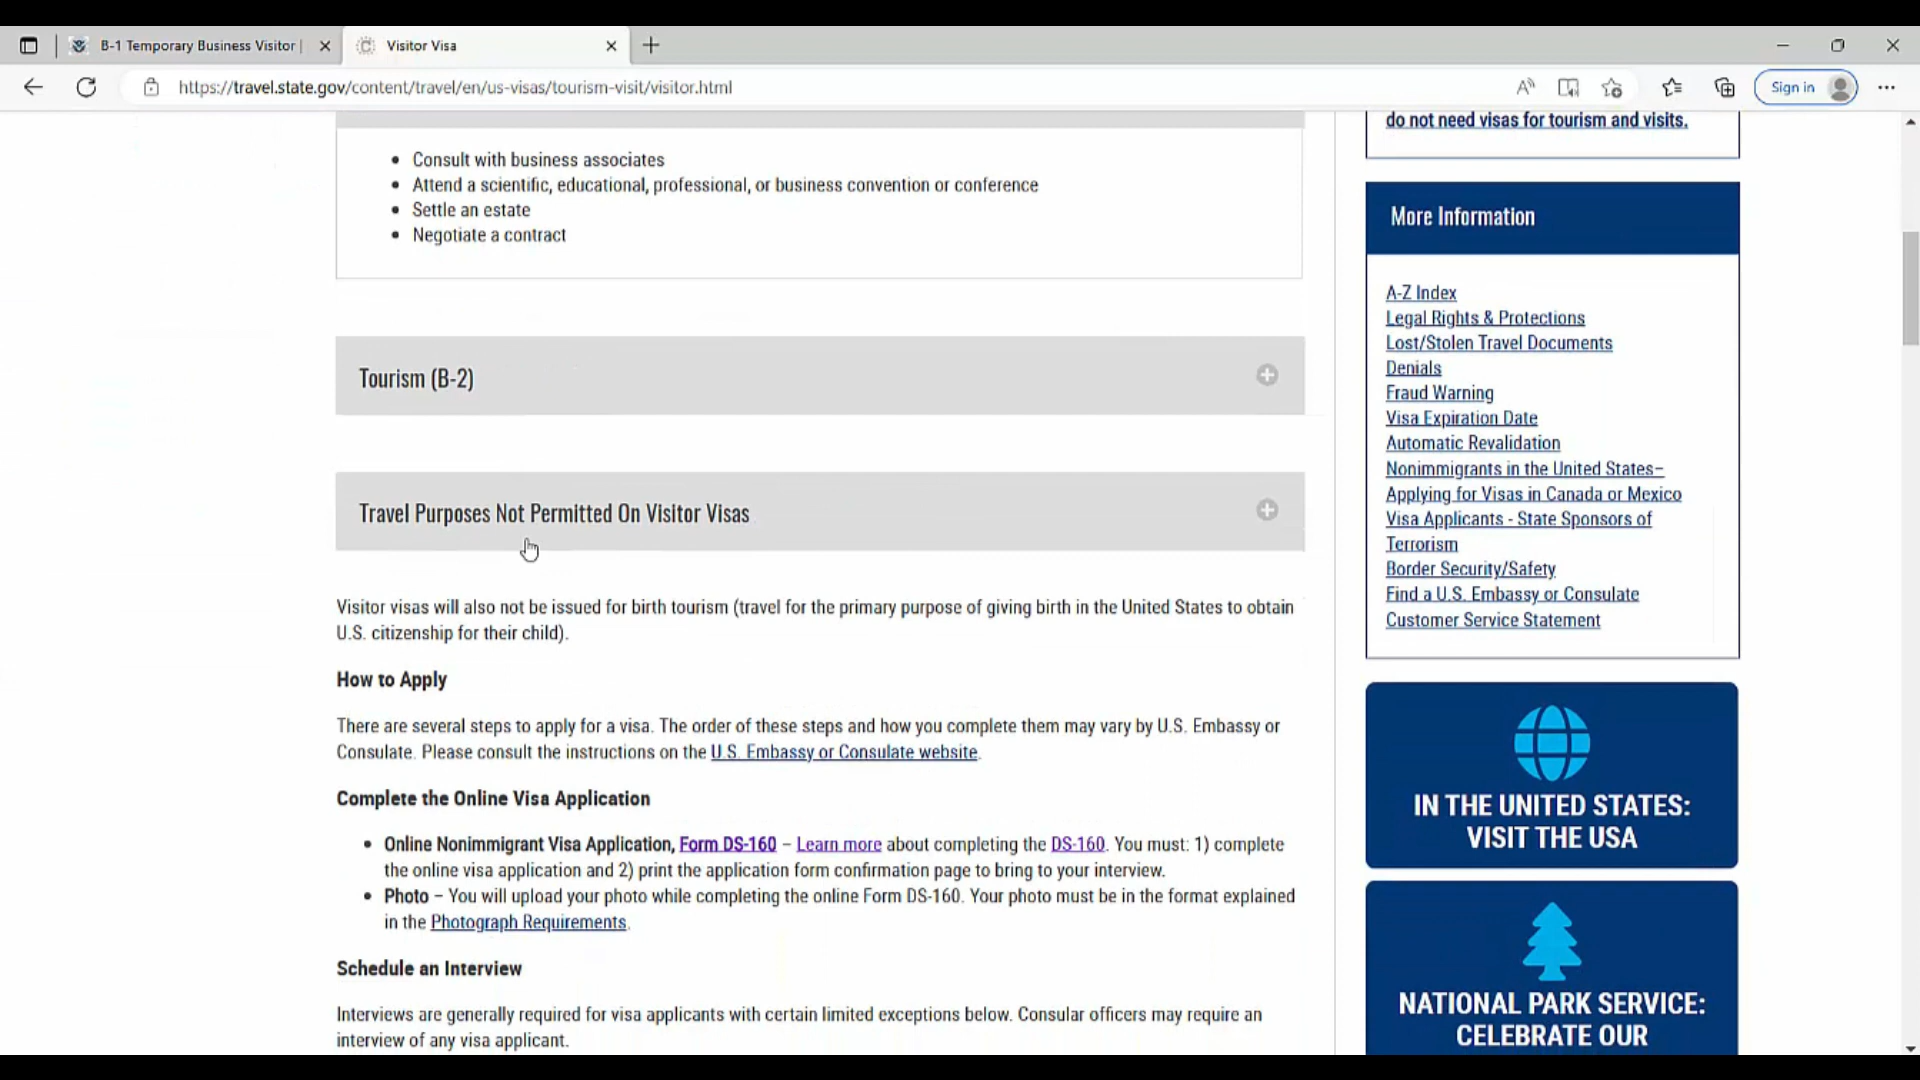 B-1 Temporary Business Visitor |
Visitor Visa
https://travel.state.gov/content/travel/en/us-visas/tourism-visit/visitor.html
Sign in
Consult with business associates
Attend a scientific, educational, professional, or business convention or conference
Settle an estate
Negotiate a contract
Tourism (B-2)
Travel Purposes Not Permitted On Visitor Visas
Visitor visas will also not be issued for birth tourism (travel for the primary purpose of giving birth in the United States to obtain
U.S. citizenship for their child).
How to Apply
There are several steps to apply for a visa. The order of these steps and how you complete them may vary by U.S. Embassy or
Consulate. Please consult the instructions on the U.S. Embassy or Consulate website.
Complete the Online Visa Application
Online Nonimmigrant Visa Application, Form DS-160 – Learn more about completing the DS-160. You must: 1) complete
the online visa application and 2) print the application form confirmation page to bring to your interview.
Photo – You will upload your photo while completing the online Form DS-160. Your photo must be in the format explained
in the Photograph Requirements.
Schedule an Interview
Interviews are generally required for visa applicants with certain limited exceptions below. Consular officers may require an
interview of any visa applicant.
do not need visas for tourism and visits.
More Information
A-Z Index
Legal Rights & Protections
Lost/Stolen Travel Documents
Denials
Fraud Warning
Visa Expiration Date
Automatic Revalidation
Nonimmigrants in the United States–
Applying for Visas in Canada or Mexico
Visa Applicants - State Sponsors of
Terrorism
Border Security/Safety
Find a U.S. Embassy or Consulate
Customer Service Statement
IN THE UNITED STATES:
VISIT THE USA
NATIONAL PARK SERVICE:
CELEBRATE OUR